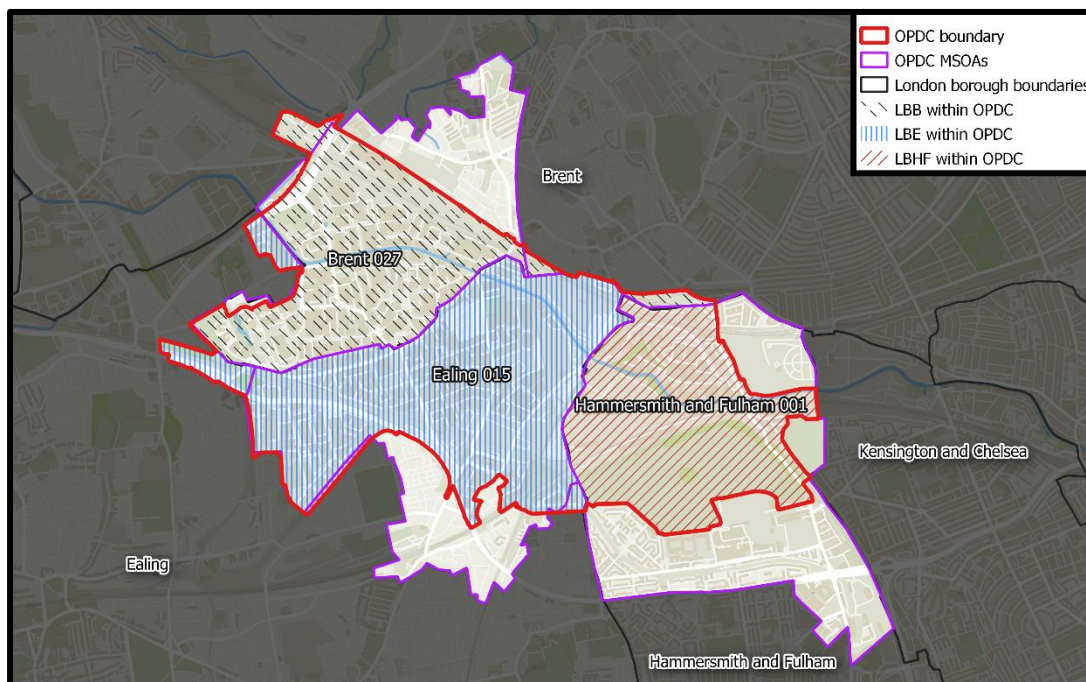 OPDC boundary
OPDC MSOAs
London borough boundaries
LBB within OPDC
LBE within OPDC
LBHF within OPDC
Brent
Brent 027
Ealing 015
Hammersmith and Fulham 001
Kensington and Chelsea
Ealing
Hammersmith and Fulham